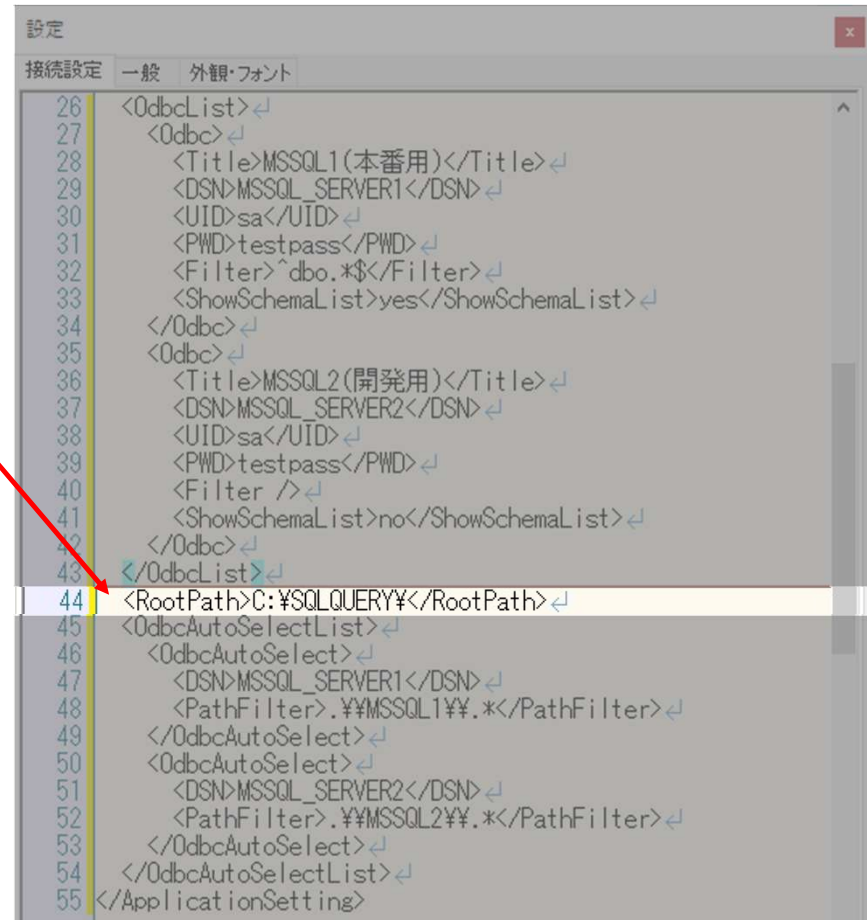 設定
x
接続設定 一般 外観・フォント
26 <OdbcList>↵
27 <Odbc>↵
28 <Title>MSSQL1(本番用)</Title>↵
29 <DSN>MSSQL_SERVER1</DSN>↵
30 <UID>sa</UID>↵
31 <PWD>testpass</PWD>↵
32 <Filter>^dbo.*$</Filter>↵
33 <ShowSchemaList>yes</ShowSchemaList>↵
34 </Odbc>↵
35 <Odbc>↵
36 <Title>MSSQL2(開発用)</Title>↵
37 <DSN>MSSQL_SERVER2</DSN>↵
38 <UID>sa</UID>↵
39 <PWD>testpass</PWD>↵
40 <Filter />↵
41 <ShowSchemaList>no</ShowSchemaList>↵
42 </Odbc>↵
43 </OdbcList>↵
44 <RootPath>C:¥SQLQUERY¥</RootPath>↵
45 <OdbcAutoSelectList>↵
46 <OdbcAutoSelect>↵
47 <DSN>MSSQL_SERVER1</DSN>↵
48 <PathFilter>.¥¥MSSQL1¥¥.*</PathFilter>↵
49 </OdbcAutoSelect>↵
50 <OdbcAutoSelect>↵
51 <DSN>MSSQL_SERVER2</DSN>↵
52 <PathFilter>.¥¥MSSQL2¥¥.*</PathFilter>↵
53 </OdbcAutoSelect>↵
54 </OdbcAutoSelectList>↵
55 </ApplicationSetting>